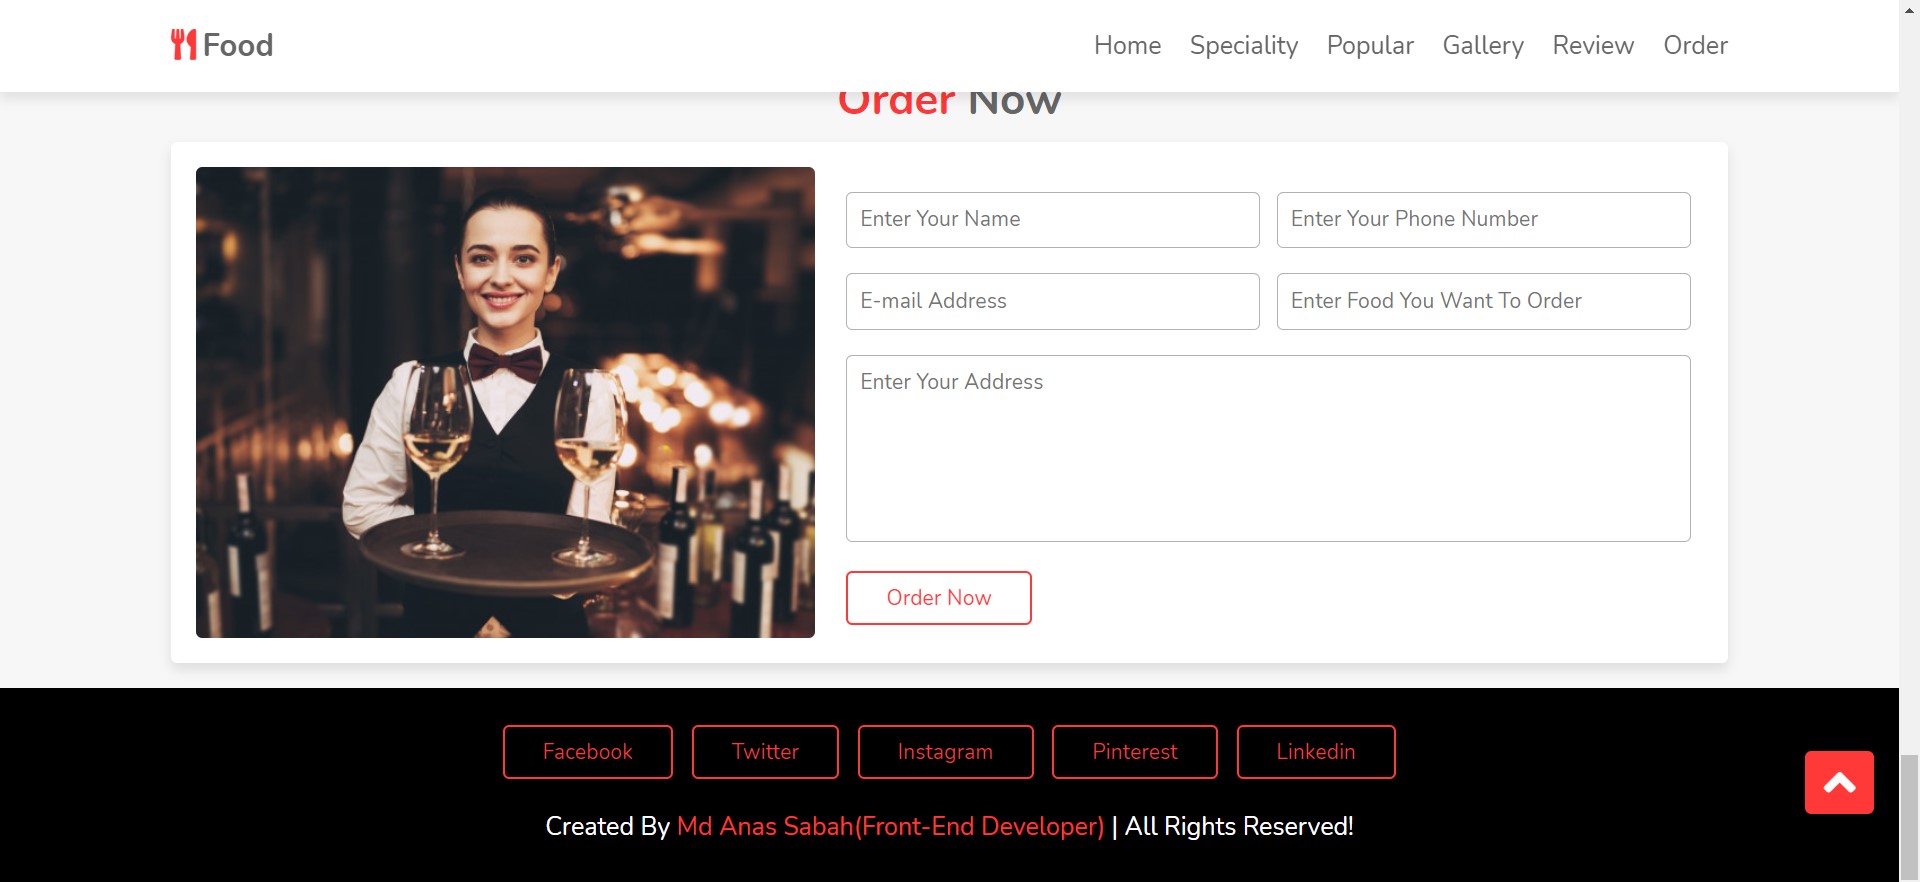 Food
Home Speciality Popular Gallery Review Order
Order Now
Enter Your Name
Enter Your Phone Number
E-mail Address
Enter Food You Want To Order
Enter Your Address
Order Now
Facebook Twitter Instagram Pinterest Linkedin
Created By Md Anas Sabah(Front-End Developer) | All Rights Reserved!